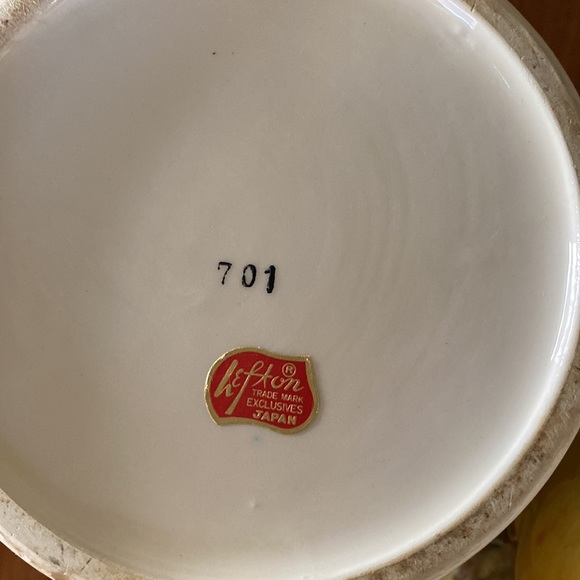 701
Lefton ®
TRADE MARK
EXCLUSIVES
JAPAN